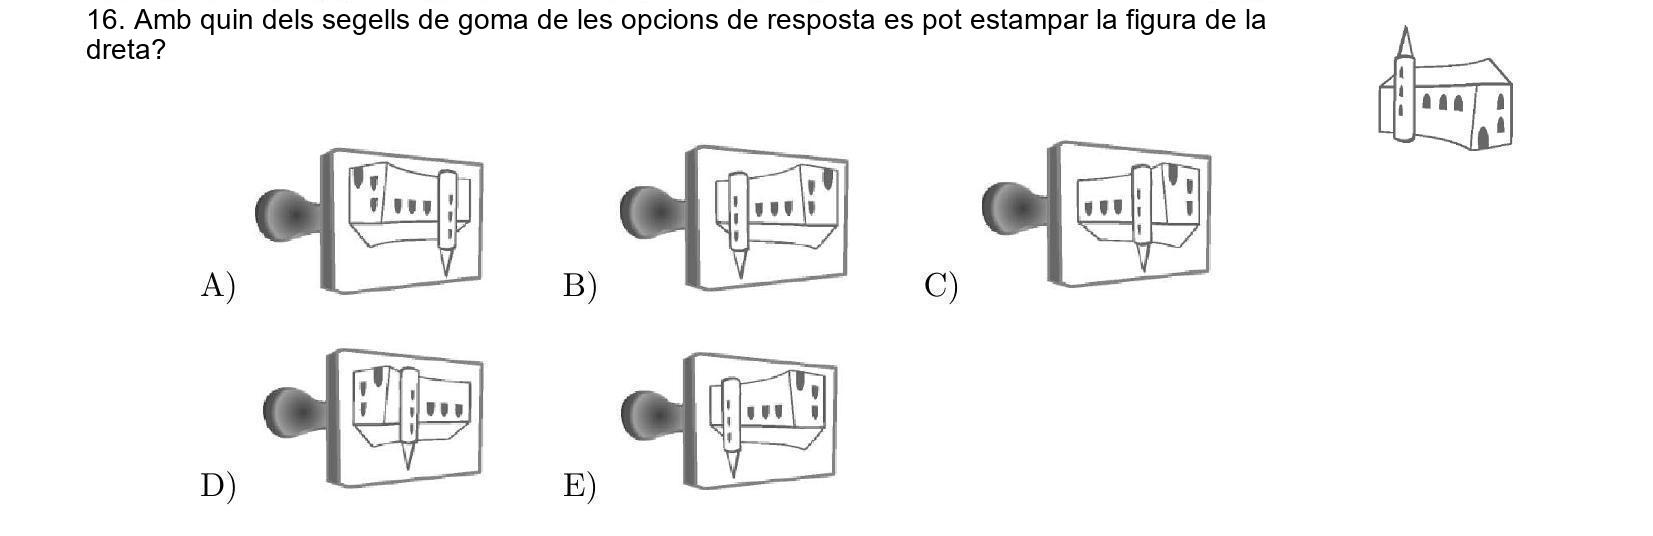 16. Amb quin dels segells de goma de les opcions de resposta es pot estampar la figura de la
dreta?
A)
B)
C)
D)
E)